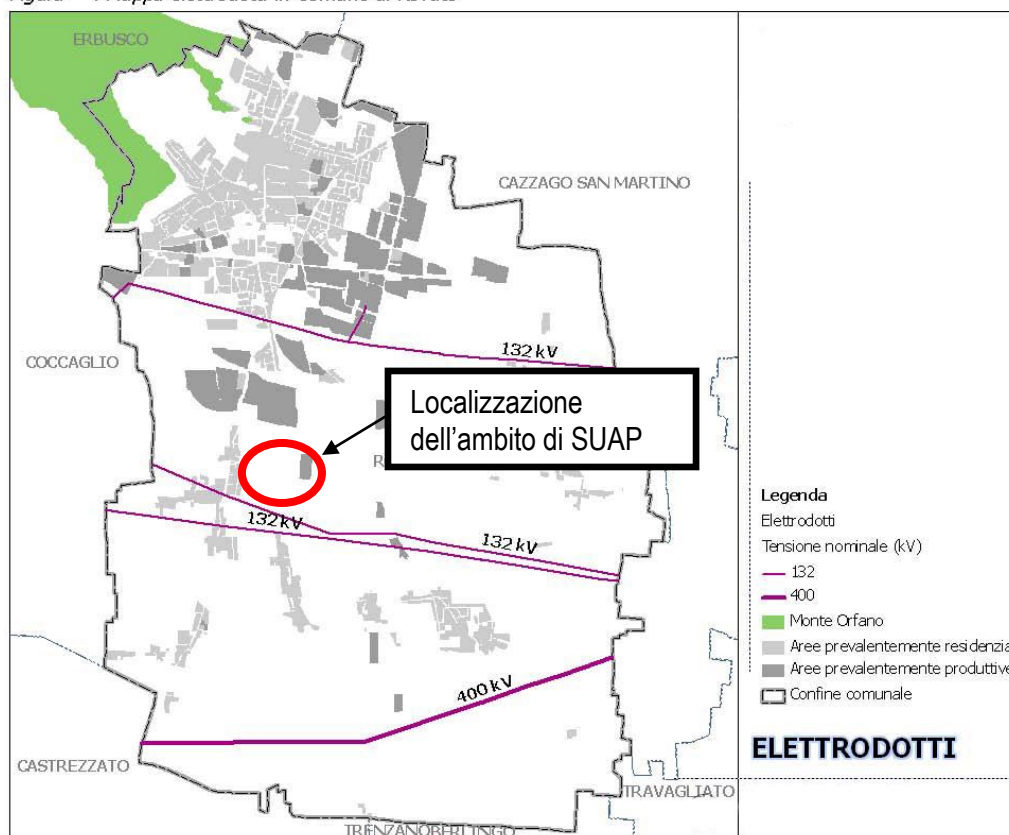 ERBUSCO
CAZZAGO SAN MARTINO
COCCAGLIO
132 kV
Localizzazione
dell'ambito di SUAP
R
132 kV
132 kV
400 kV
CASTREZZATO
TRAVAGLIATO
TRENZANO BERLINGO
Legenda
Elettrodotti
Tensione nominale (kV)
132
400
Monte Orfano
Aree prevalentemente residenzia
Aree prevalentemente produttive
Confine comunale
ELETTRODOTTI